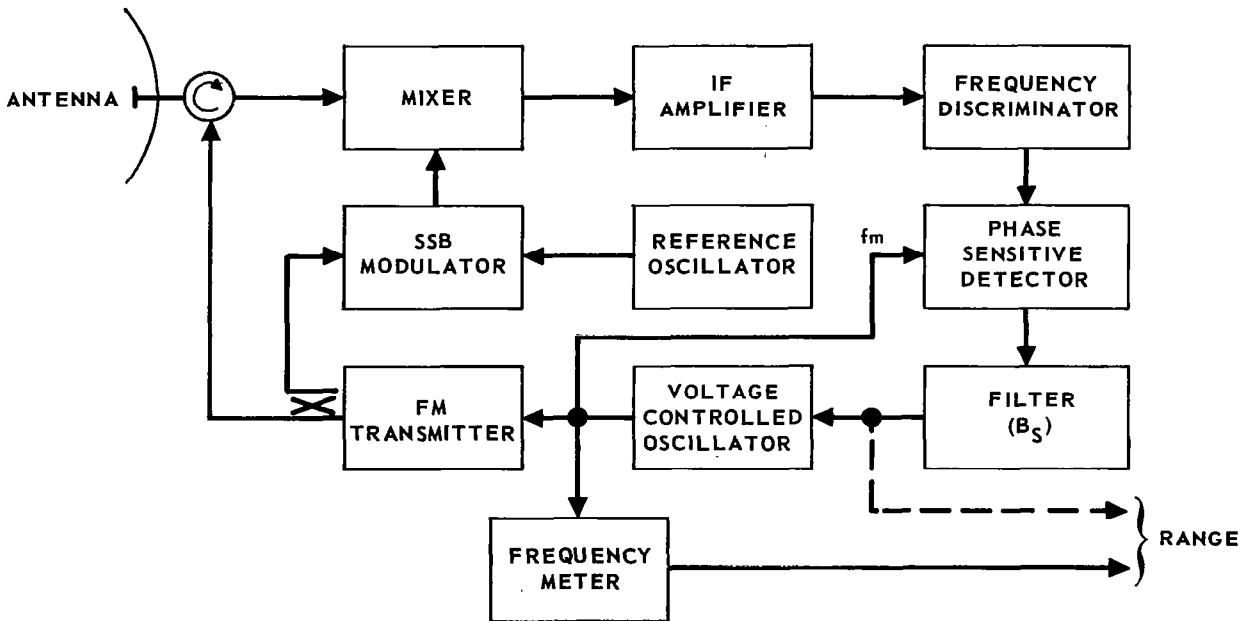 ANTENNA
MIXER
IF
AMPLIFIER
FREQUENCY
DISCRIMINATOR
SSB
MODULATOR
REFERENCE
OSCILLATOR
fm
PHASE
SENSITIVE
DETECTOR
FM
TRANSMITTER
VOLTAGE
CONTROLLED
OSCILLATOR
FILTER
(BS)
FREQUENCY
METER
RANGE